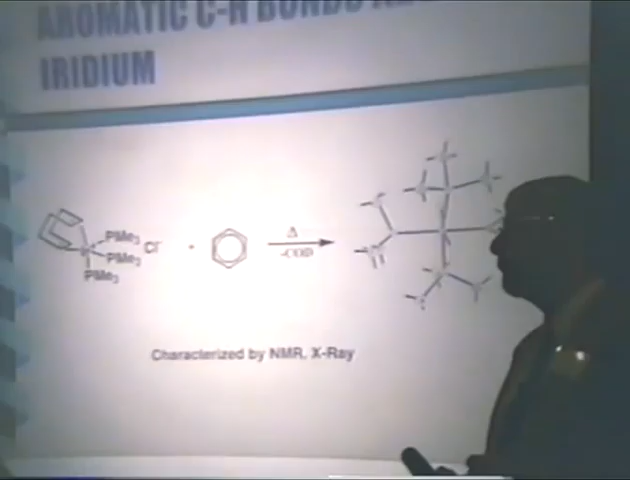 AROMATIC C-H BONDS
IRIDIUM
PMe3
Cl-
PMe3
PMe3
Δ
-COD
Characterized by NMR, X-Ray